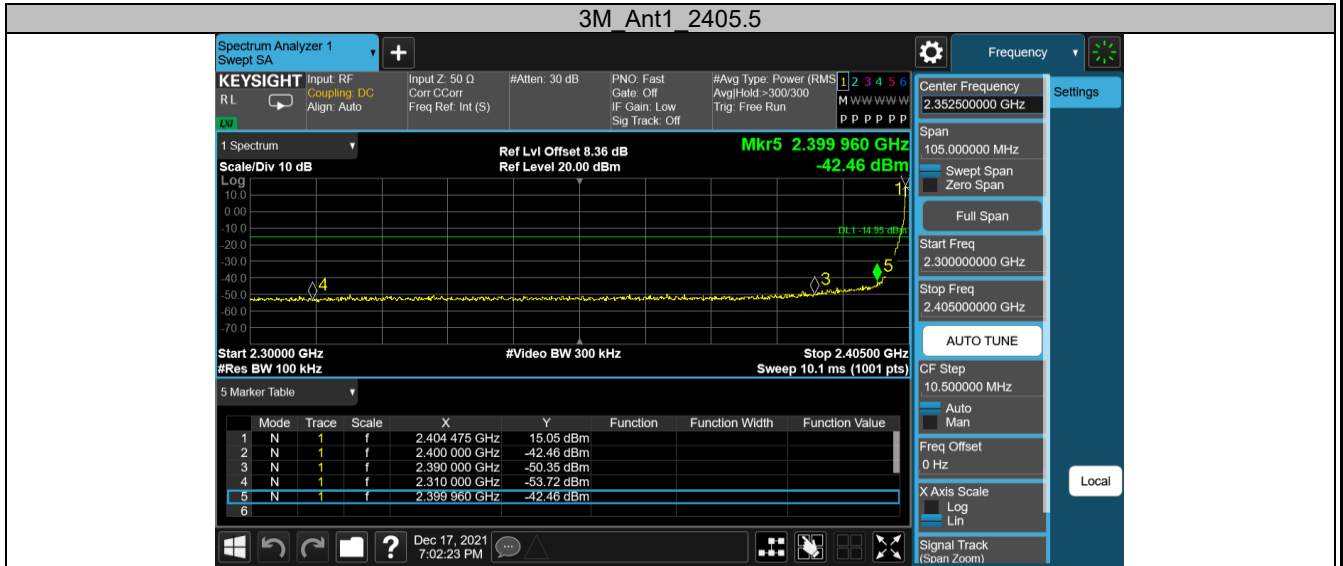 3M_Ant1_2405.5
Spectrum Analyzer 1
Swept SA
+
Frequency
KEYSIGHT
R L
LXI
Input: RF
Coupling: DC
Align: Auto
Input Z: 50 Ω
Corr CCorr
Freq Ref: Int (S)
#Atten: 30 dB
PNO: Fast
Gate: Off
IF Gain: Low
Sig Track: Off
#Avg Type: Power (RMS
Avg|Hold:>300/300
Trig: Free Run
1 2 3 4 5 6
M W W W W W
P P P P P P
1 Spectrum
Scale/Div 10 dB
Ref Lvl Offset 8.36 dB
Ref Level 20.00 dBm
Mkr5 2.399 960 GHz
-42.46 dBm
Log
10.0
0.00
-10.0
-20.0
-30.0
-40.0
-50.0
-60.0
-70.0
1
DL1 -14.95 dBm
5
3
4
Start 2.30000 GHz
#Res BW 100 kHz
#Video BW 300 kHz
Stop 2.40500 GHz
Sweep 10.1 ms (1001 pts)
5 Marker Table
Mode Trace Scale X Y Function Function Width Function Value
1 N 1 f 2.404 475 GHz 15.05 dBm
2 N 1 f 2.400 000 GHz -42.46 dBm
3 N 1 f 2.390 000 GHz -50.35 dBm
4 N 1 f 2.310 000 GHz -53.72 dBm
5 N 1 f 2.399 960 GHz -42.46 dBm
6
Center Frequency
2.352500000 GHz
Settings
Span
105.000000 MHz
Swept Span
Zero Span
Full Span
Start Freq
2.300000000 GHz
Stop Freq
2.405000000 GHz
AUTO TUNE
CF Step
10.500000 MHz
Auto
Man
Freq Offset
0 Hz
X Axis Scale
Log
Lin
Signal Track
(Span Zoom)
Local
?
Dec 17, 2021
7:02:23 PM